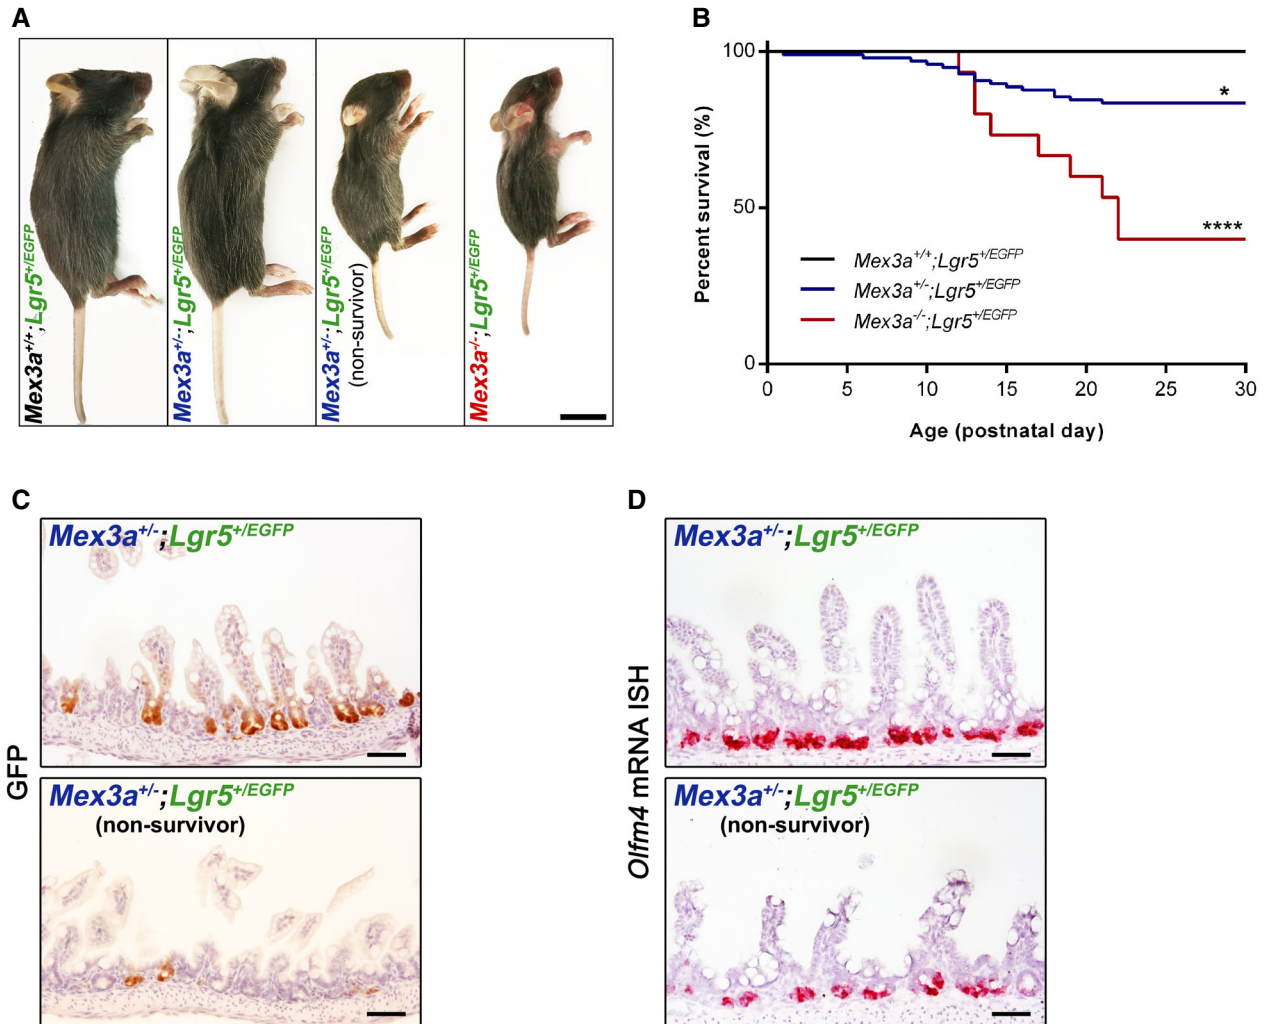 A
Mex3a+/+;Lgr5+/EGFP
Mex3a+/-;Lgr5+/EGFP
Mex3a+/-;Lgr5+/EGFP
(non-survivor)
Mex3a-/-;Lgr5+/EGFP
B
Percent survival (%)
100
50
0
*
****
Mex3a+/+;Lgr5+/EGFP
Mex3a+/-;Lgr5+/EGFP
Mex3a-/-;Lgr5+/EGFP
0 5 10 15 20 25 30
Age (postnatal day)
C
GFP
Mex3a+/-;Lgr5+/EGFP
Mex3a+/-;Lgr5+/EGFP
(non-survivor)
D
Olfm4 mRNA ISH
Mex3a+/-;Lgr5+/EGFP
Mex3a+/-;Lgr5+/EGFP
(non-survivor)